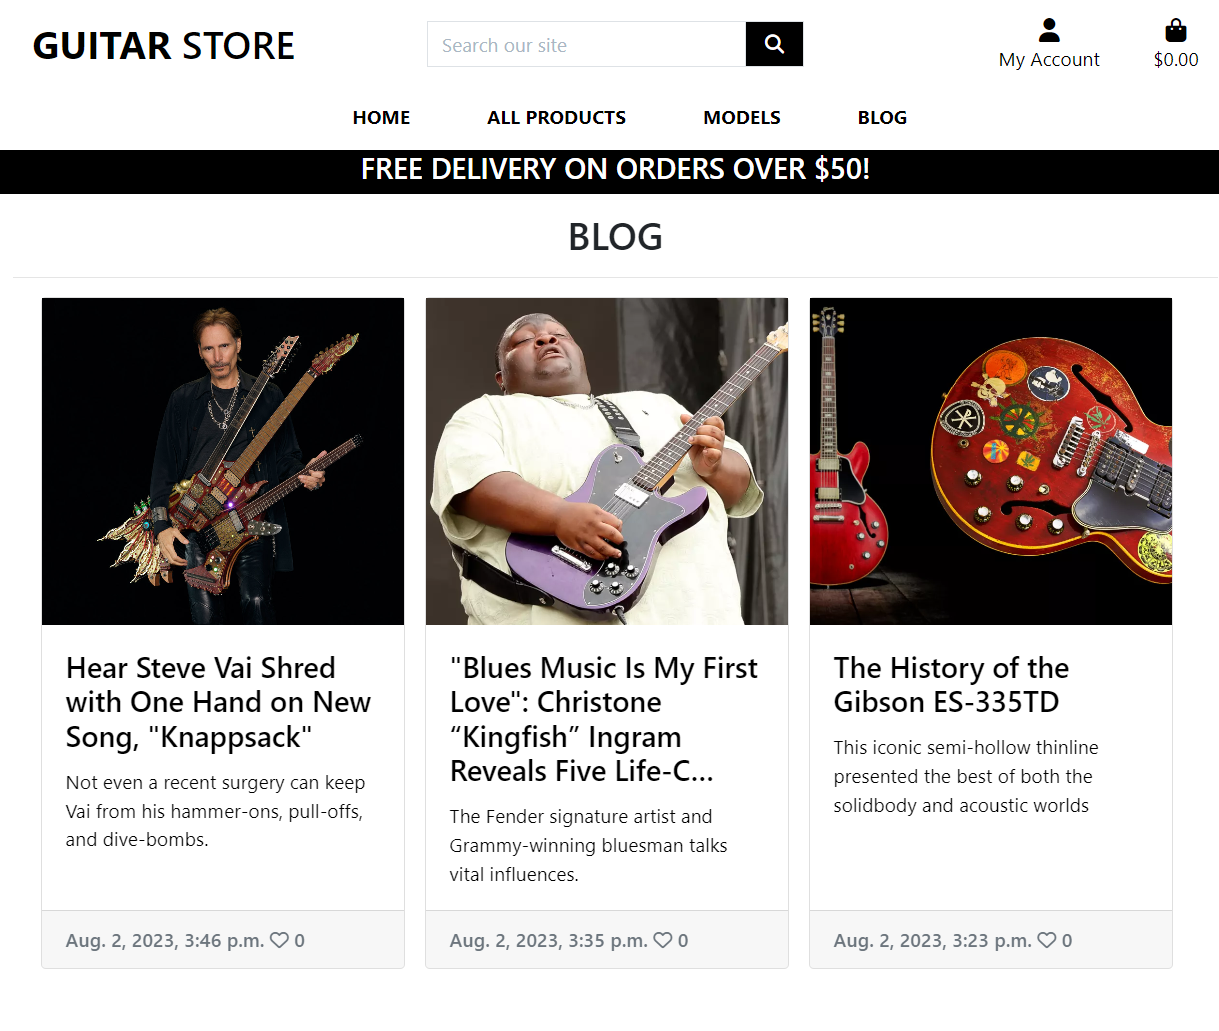 GUITAR STORE
Search our site
My Account
$0.00
HOME
ALL PRODUCTS
MODELS
BLOG
FREE DELIVERY ON ORDERS OVER $50!
BLOG
Hear Steve Vai Shred
with One Hand on New
Song, "Knappsack"
Not even a recent surgery can keep
Vai from his hammer-ons, pull-offs,
and dive-bombs.
Aug. 2, 2023, 3:46 p.m. 0
"Blues Music Is My First
Love": Christone
“Kingfish” Ingram
Reveals Five Life-C...
The Fender signature artist and
Grammy-winning bluesman talks
vital influences.
Aug. 2, 2023, 3:35 p.m. 0
The History of the
Gibson ES-335TD
This iconic semi-hollow thinline
presented the best of both the
solidbody and acoustic worlds
Aug. 2, 2023, 3:23 p.m. 0